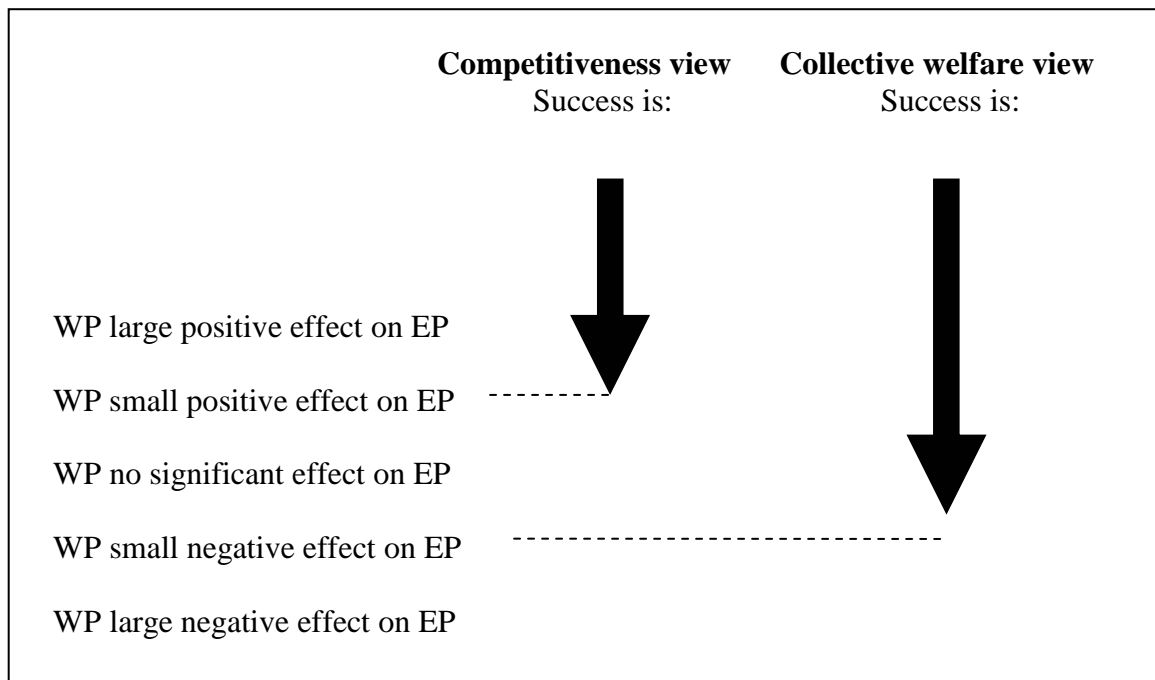 Competitiveness view Collective welfare view
Success is: Success is:
WP large positive effect on EP
WP small positive effect on EP
WP no significant effect on EP
WP small negative effect on EP
WP large negative effect on EP